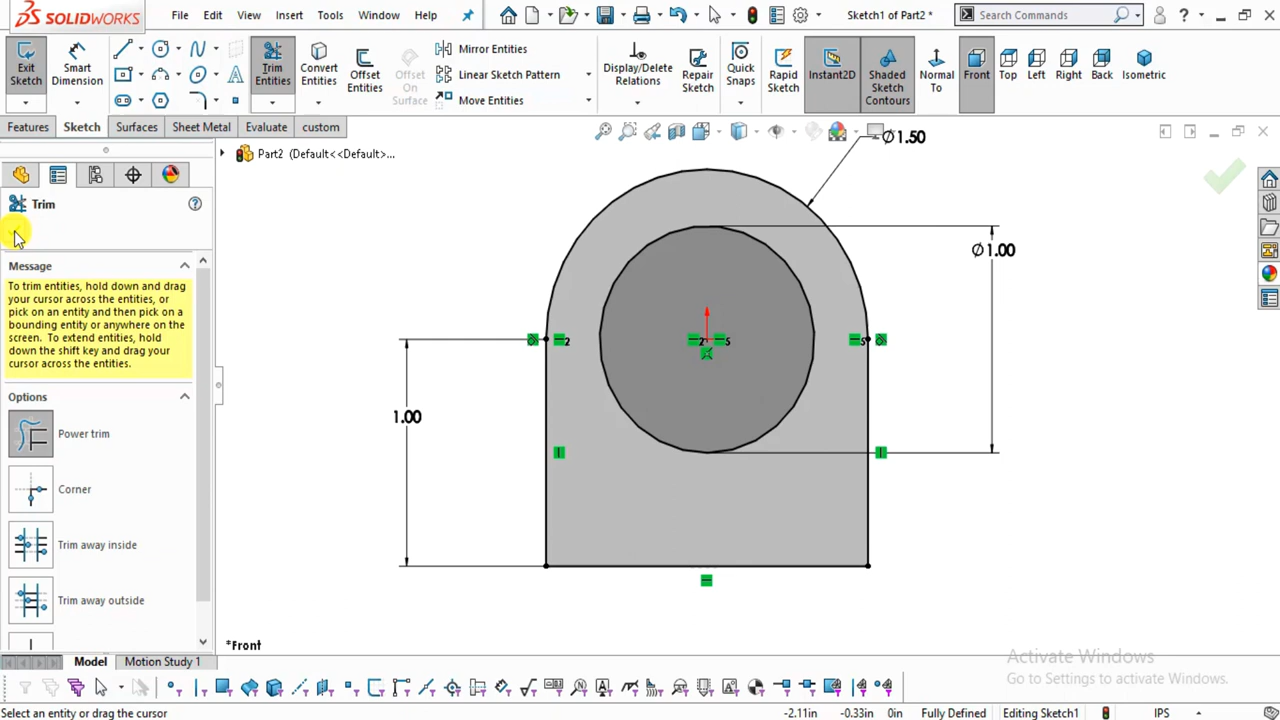 SOLIDWORKS
File Edit View Insert Tools Window Help
Sketch1 of Part2 *
Search Commands
Exit Sketch
Smart Dimension
Trim Entities
Convert Entities
Offset Entities
Offset On Surface
Mirror Entities
Linear Sketch Pattern
Move Entities
Display/Delete Relations
Repair Sketch
Quick Snaps
Rapid Sketch
Instant2D
Shaded Sketch Contours
Normal To
Front
Top
Left
Right
Back
Isometric
Features Sketch Surfaces Sheet Metal Evaluate custom
Part2 (Default<<Default>...
Trim
Message
To trim entities, hold down and drag
your cursor across the entities, or
pick on an entity and then pick on a
bounding entity or anywhere on the
screen. To extend entities, hold
down the shift key and drag your
cursor across the entities.
Options
Power trim
Corner
Trim away inside
Trim away outside
Ø1.50
Ø1.00
2 2 5 5
1.00
*Front
Activate Windows
Go to Settings to activate Windows.
Model Motion Study 1
Select an entity or drag the cursor
-2.11in -0.33in 0in Fully Defined Editing Sketch1 IPS